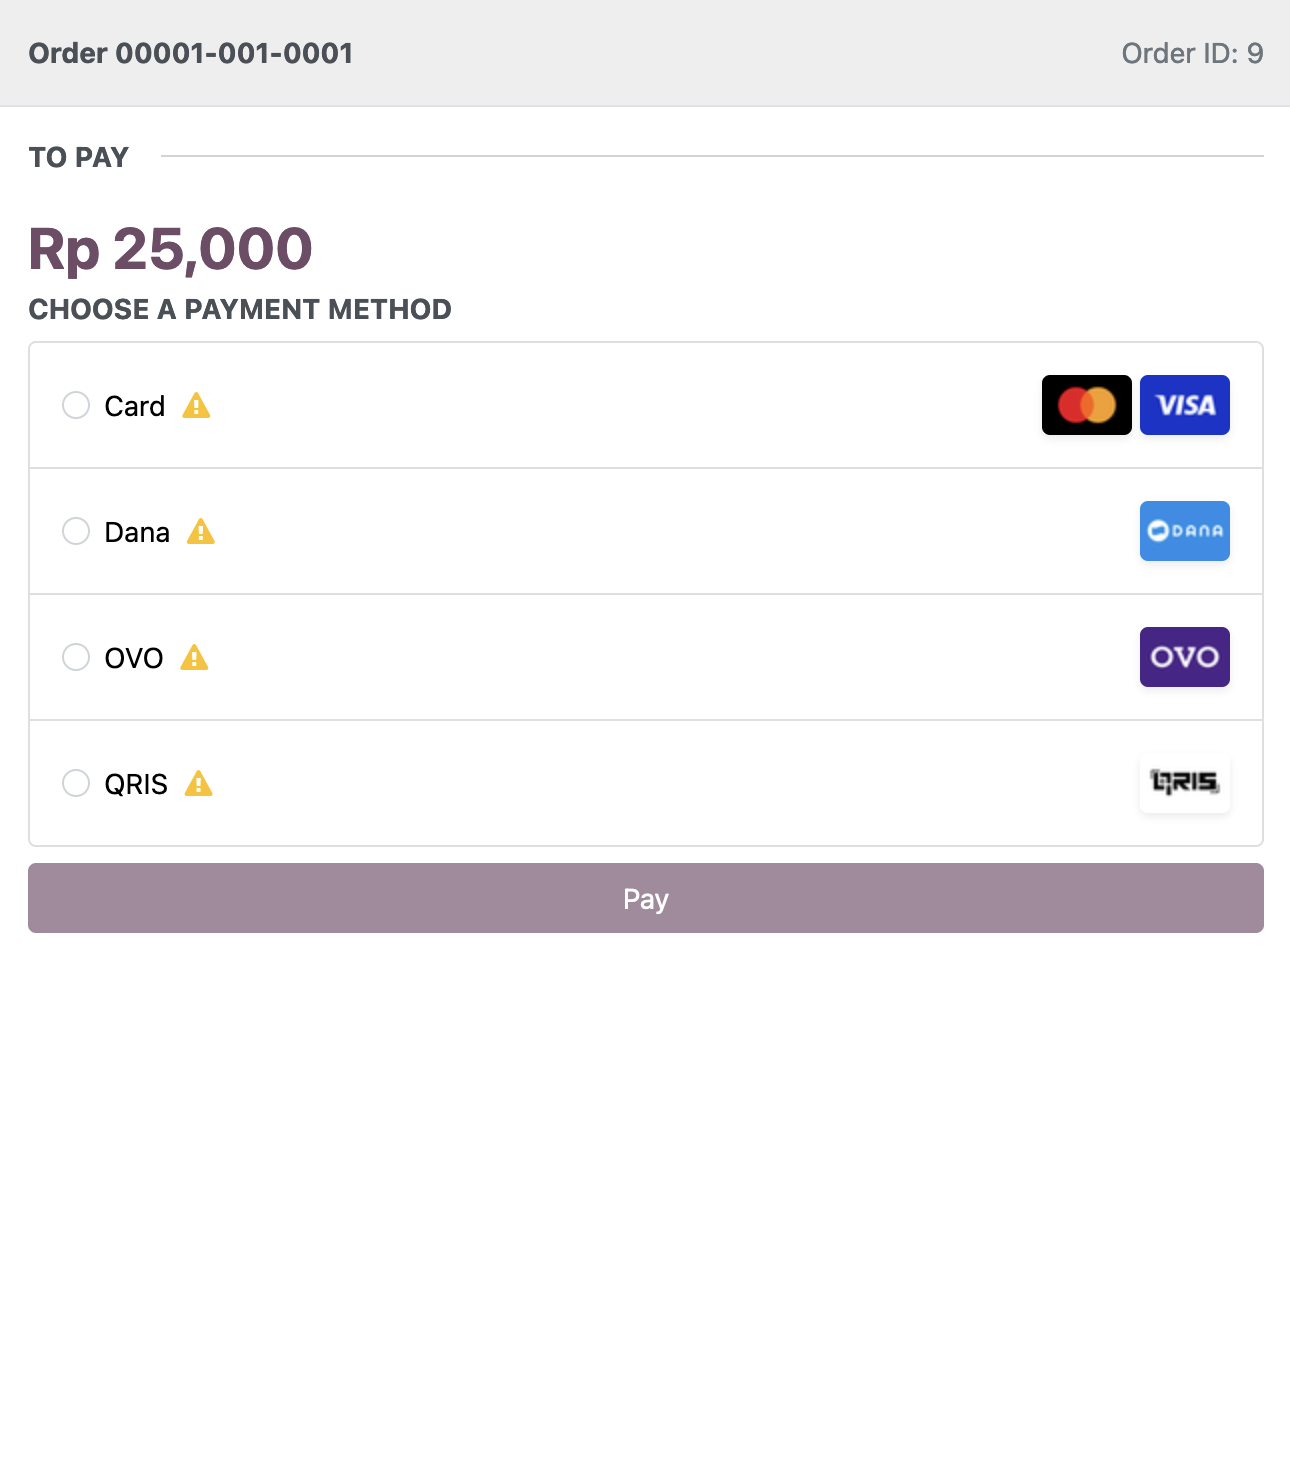 Order 00001-001-0001 Order ID: 9
TO PAY
Rp 25,000
CHOOSE A PAYMENT METHOD
Card VISA
Dana DANA
OVO OVO
QRIS QRIS
Pay